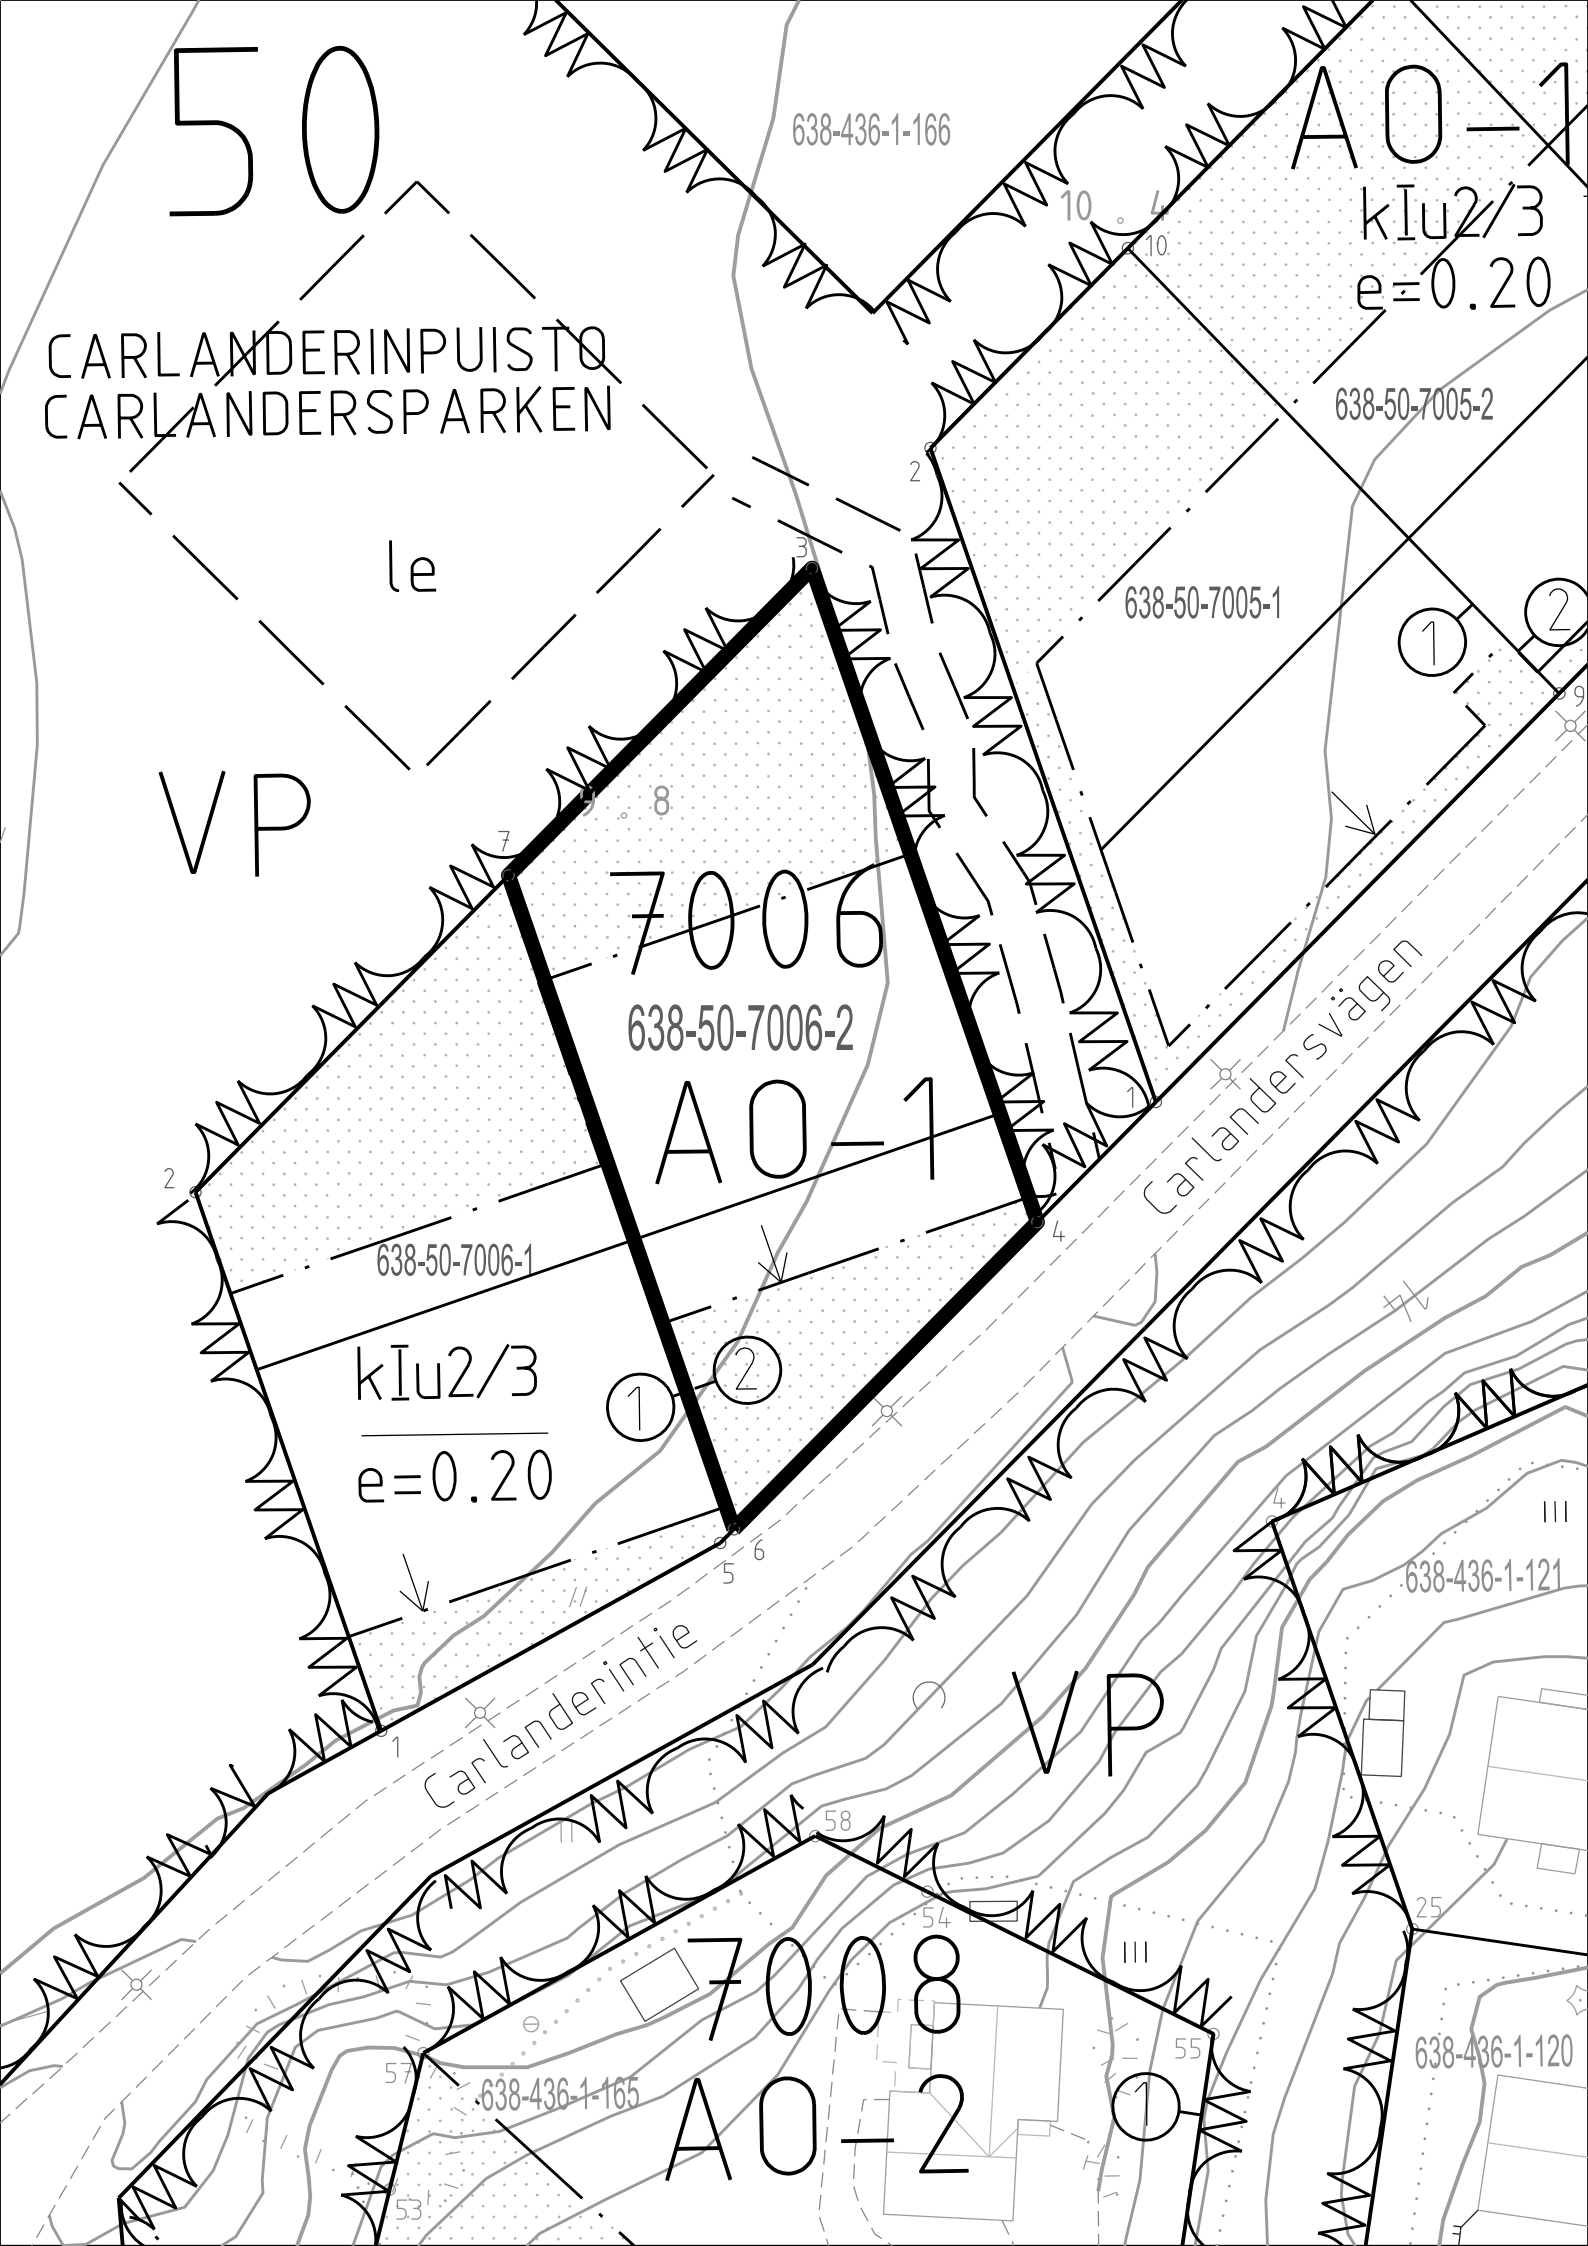 50
638-436-1-166
AO-1
kIu2/3
e=0.20
10 . 4
10
CARLANDERINPUISTO
CARLANDERSPARKEN
638-50-7005-2
2
le
3
638-50-7005-1
1
2
9
VP
9 . 8
7
7006
638-50-7006-2
AO-1
Carlandersvägen
1
2
4
638-50-7006-1
kIu2/3
e=0.20
1
2
5
6
4
III
638-436-1-121
Carlanderintie
VP
1
58
54
25
7008
III
55
638-436-1-120
57
638-436-1-165
AO-2
1
53